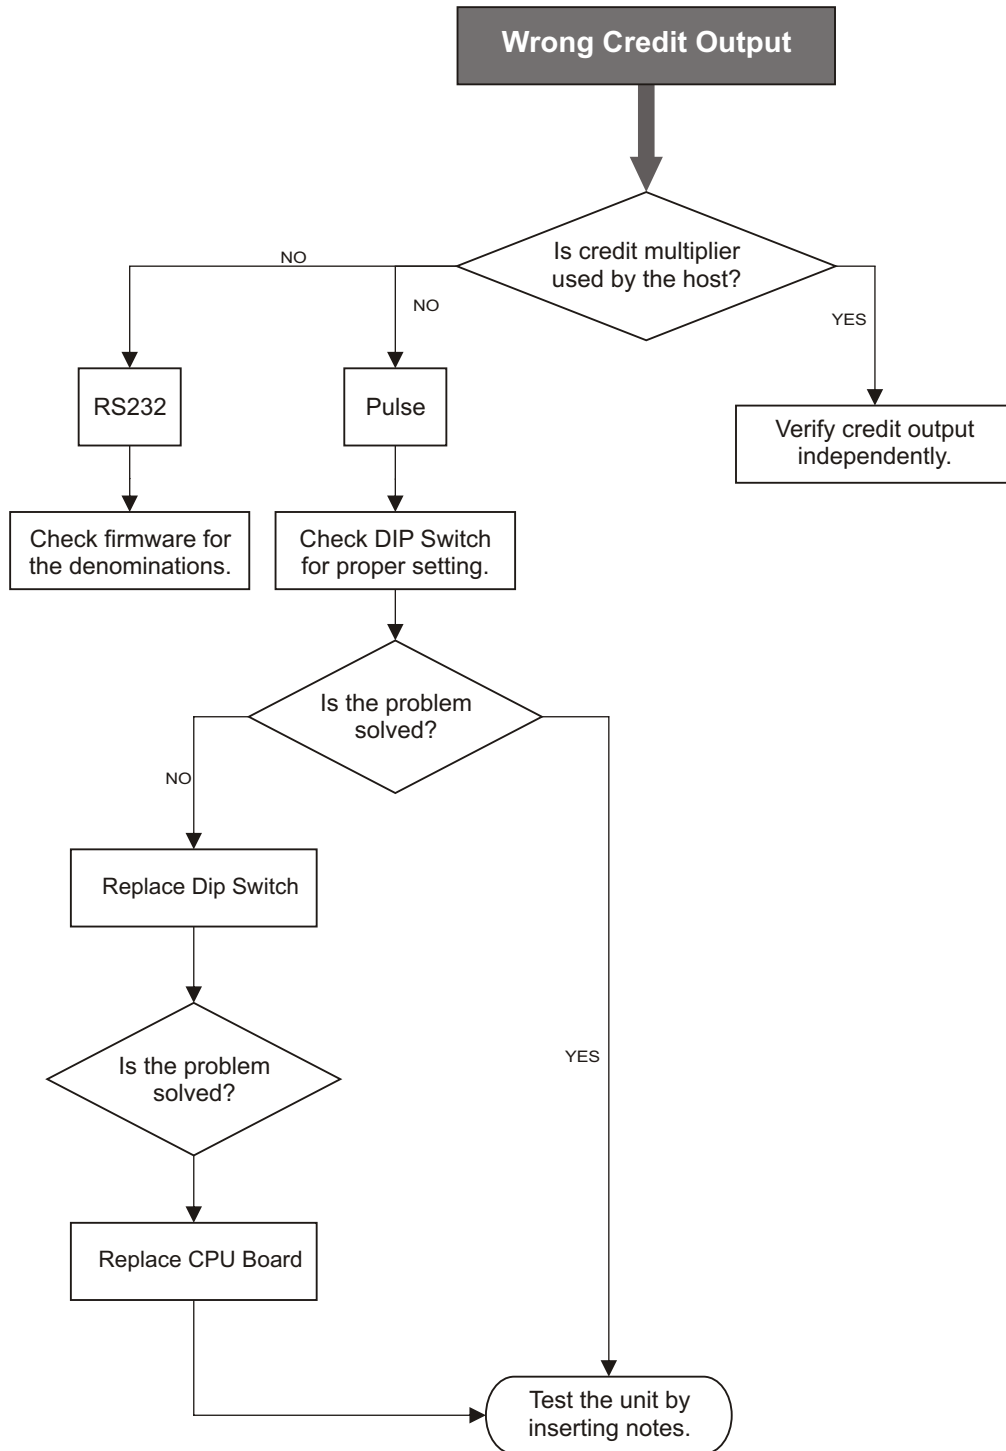 Wrong Credit Output
Is credit multiplier
used by the host?
NO
NO
YES
RS232
Pulse
Verify credit output
independently.
Check firmware for
the denominations.
Check DIP Switch
for proper setting.
Is the problem
solved?
NO
Replace Dip Switch
Is the problem
solved?
YES
Replace CPU Board
Test the unit by
inserting notes.